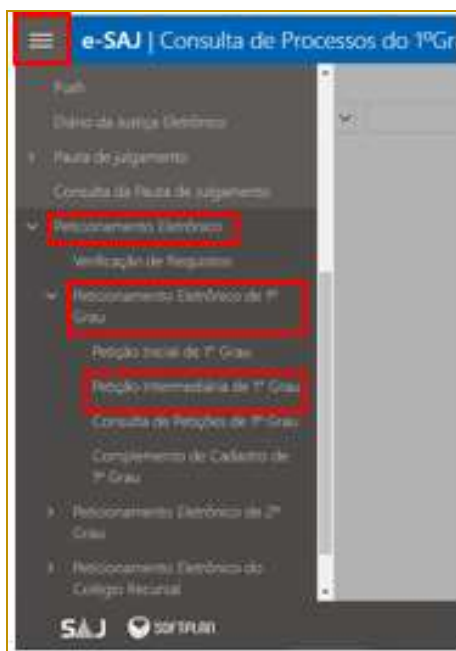 e-SAJ | Consulta de Processos do 1ºGr
Push
Diário da Justiça Eletrônico
Pauta de julgamento
Consulta da Pauta de Julgamento
Peticionamento Eletrônico
Verificação de Requisitos
Peticionamento Eletrônico de 1º
Grau
Petição Inicial de 1º Grau
Petição Intermediária de 1º Grau
Consulta de Petições de 1º Grau
Complemento de Cadastro de
1º Grau
Peticionamento Eletrônico de 2º
Grau
Peticionamento Eletrônico do
Colégio Recursal
SAJ SOFTPLAN